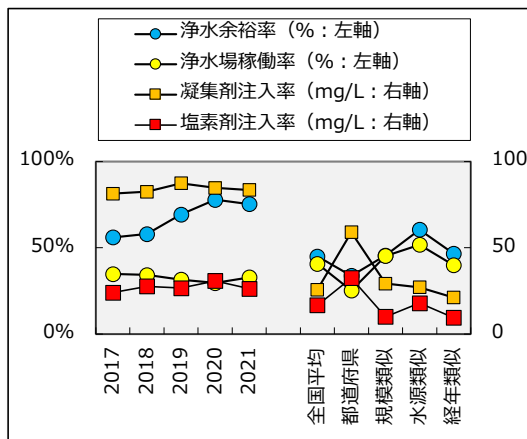 浄水余裕率（%：左軸）
浄水場稼働率（%：左軸）
凝集剤注入率（mg/L：右軸）
塩素剤注入率（mg/L：右軸）
100%
50%
0%
100
50
0
2017
2018
2019
2020
2021
全国平均
都道府県
規模類似
水源類似
経年類似